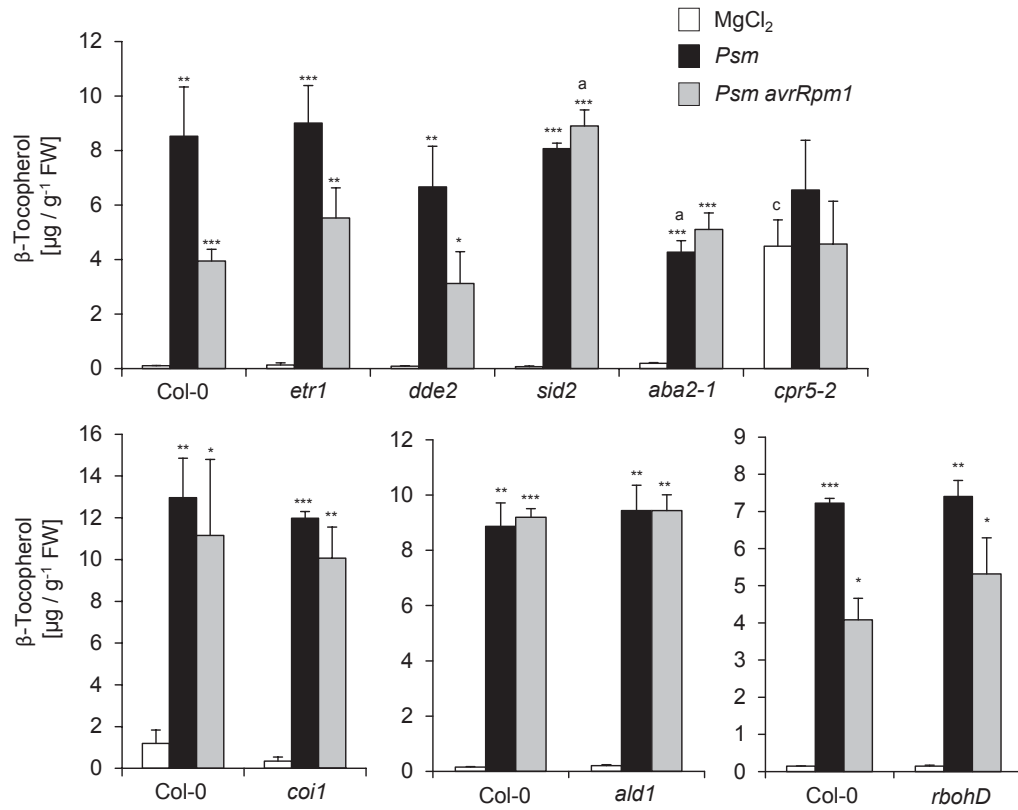 MgCl₂
Psm
Psm avrRpm1
β-Tocopherol
[µg / g⁻¹ FW]
12
10
8
6
4
2
0
** *** *** *** ** ** * *** a *** a *** *** c
Col-0 etr1 dde2 sid2 aba2-1 cpr5-2
β-Tocopherol
[µg / g⁻¹ FW]
16
14
12
10
8
6
4
2
0
** * *** **
Col-0 coi1
12
10
8
6
4
2
0
** *** ** **
Col-0 ald1
9
8
7
6
5
4
3
2
1
0
*** * ** *
Col-0 rbohD